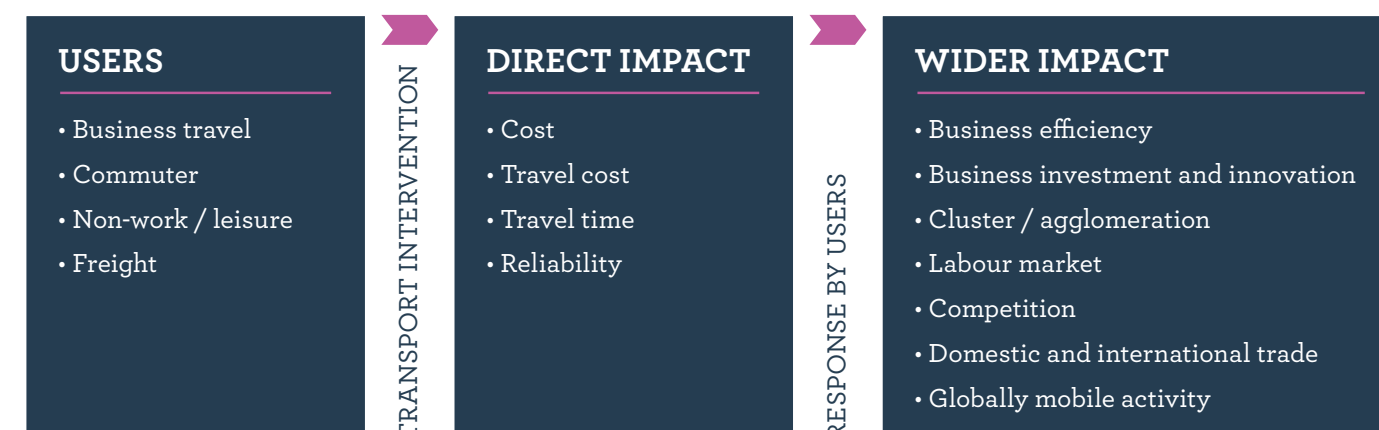 USERS
• Business travel
• Commuter
• Non-work / leisure
• Freight
TRANSPORT INTERVENTION
DIRECT IMPACT
• Cost
• Travel cost
• Travel time
• Reliability
RESPONSE BY USERS
WIDER IMPACT
• Business efficiency
• Business investment and innovation
• Cluster / agglomeration
• Labour market
• Competition
• Domestic and international trade
• Globally mobile activity